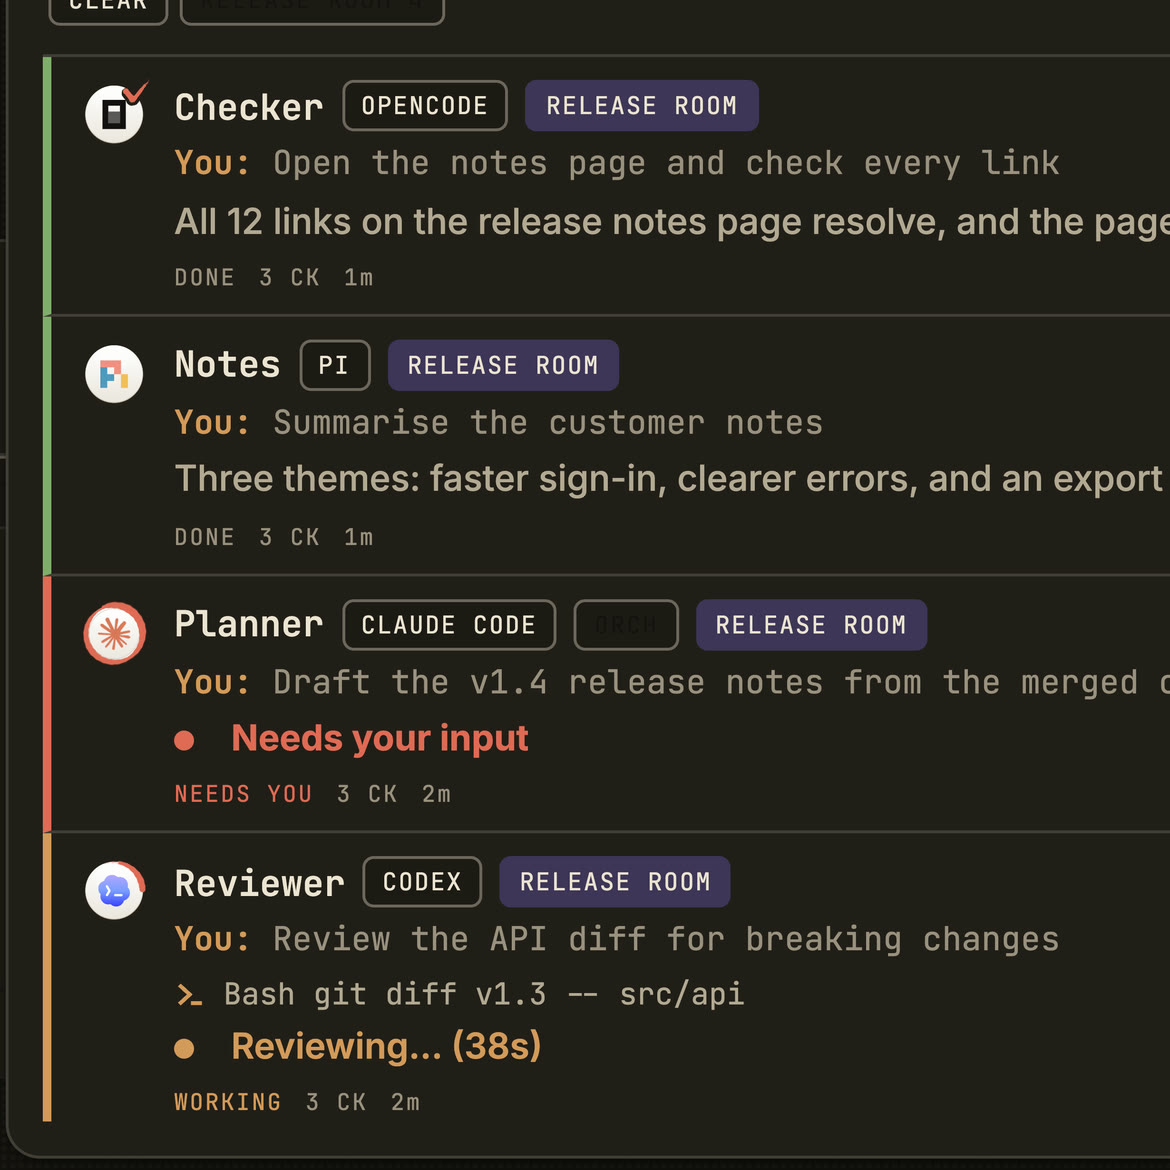 CLEAR RELEASE ROOM 4
Checker OPENCODE RELEASE ROOM
You: Open the notes page and check every link
All 12 links on the release notes page resolve, and the page
DONE 3 CK 1m
Notes PI RELEASE ROOM
You: Summarise the customer notes
Three themes: faster sign-in, clearer errors, and an export
DONE 3 CK 1m
Planner CLAUDE CODE ORCH RELEASE ROOM
You: Draft the v1.4 release notes from the merged
Needs your input
NEEDS YOU 3 CK 2m
Reviewer CODEX RELEASE ROOM
You: Review the API diff for breaking changes
Bash git diff v1.3 -- src/api
Reviewing... (38s)
WORKING 3 CK 2m